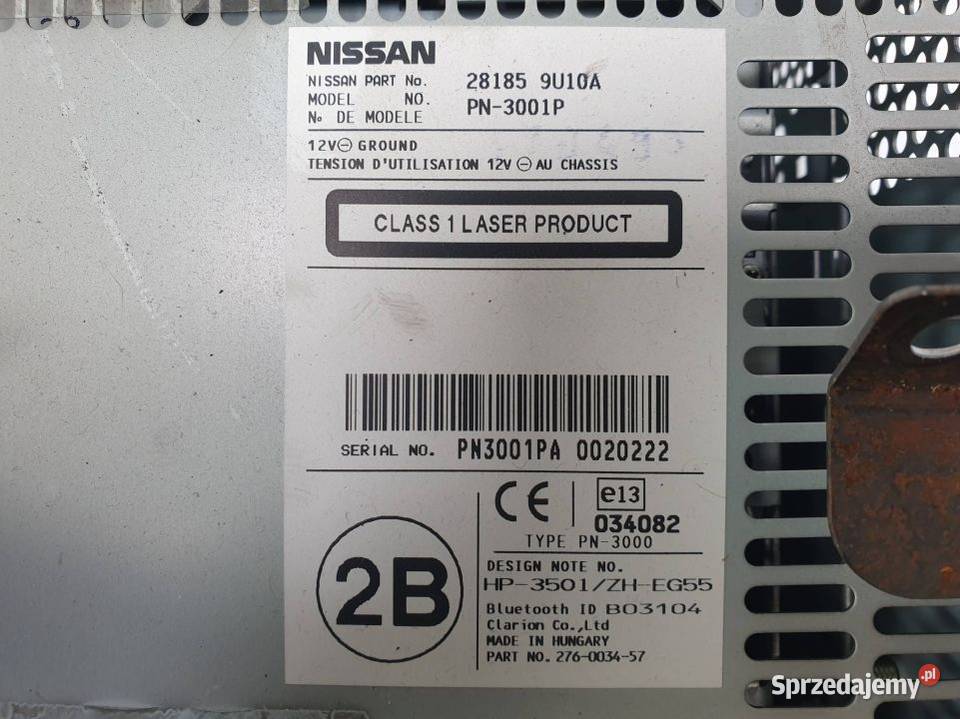 NISSAN
NISSAN PART No. 28185 9U10A
MODEL NO. PN-3001P
No DE MODELE
12V⊖ GROUND
TENSION D'UTILISATION 12V ⊖ AU CHASSIS
CLASS 1 LASER PRODUCT
SERIAL NO. PN3001PA 0020222
CE e13
034082
TYPE PN-3000
2B
DESIGN NOTE NO.
HP-3501/ZH-EG55
Bluetooth ID B03104
Clarion Co.,Ltd
MADE IN HUNGARY
PART NO. 276-0034-57
Sprzedajemy.pl